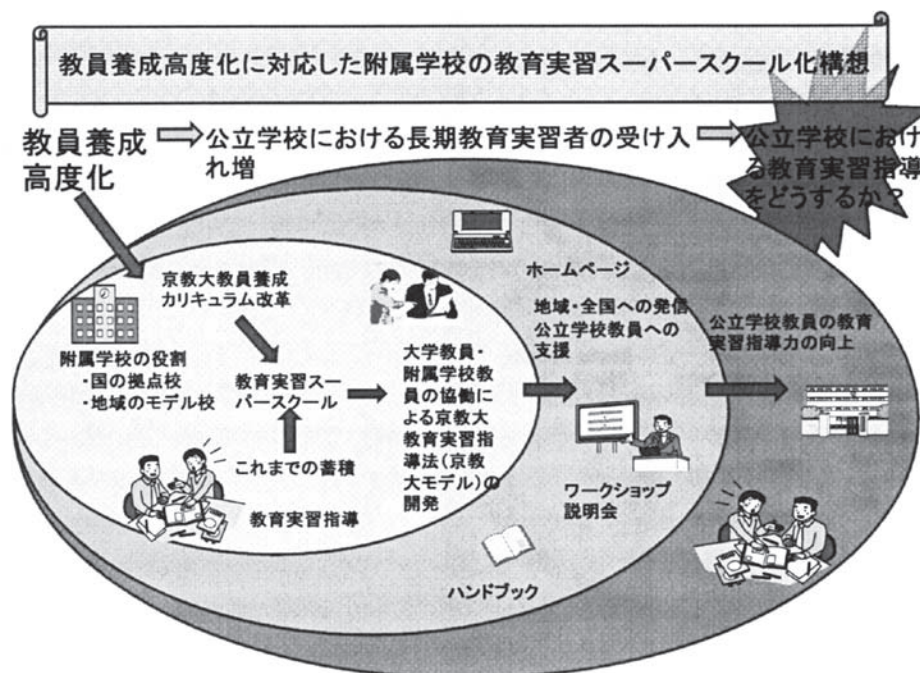 教員養成高度化に対応した附属学校の教育実習スーパースクール化構想
教員養成
高度化
公立学校における長期教育実習者の受け入
れ増
公立学校におけ
る教育実習指導
をどうするか？
京教大教員養成
カリキュラム改革
附属学校の役割
・国の拠点校
・地域のモデル校
教育実習スー
パースクール
これまでの蓄積
教育実習指導
大学教員・
附属学校教
員の協働に
よる京教大
教育実習指
導法（京教
大モデル）の
開発
ホームページ
地域・全国への発信
公立学校教員への
支援
ワークショップ
説明会
ハンドブック
公立学校教員の教育
実習指導力の向上